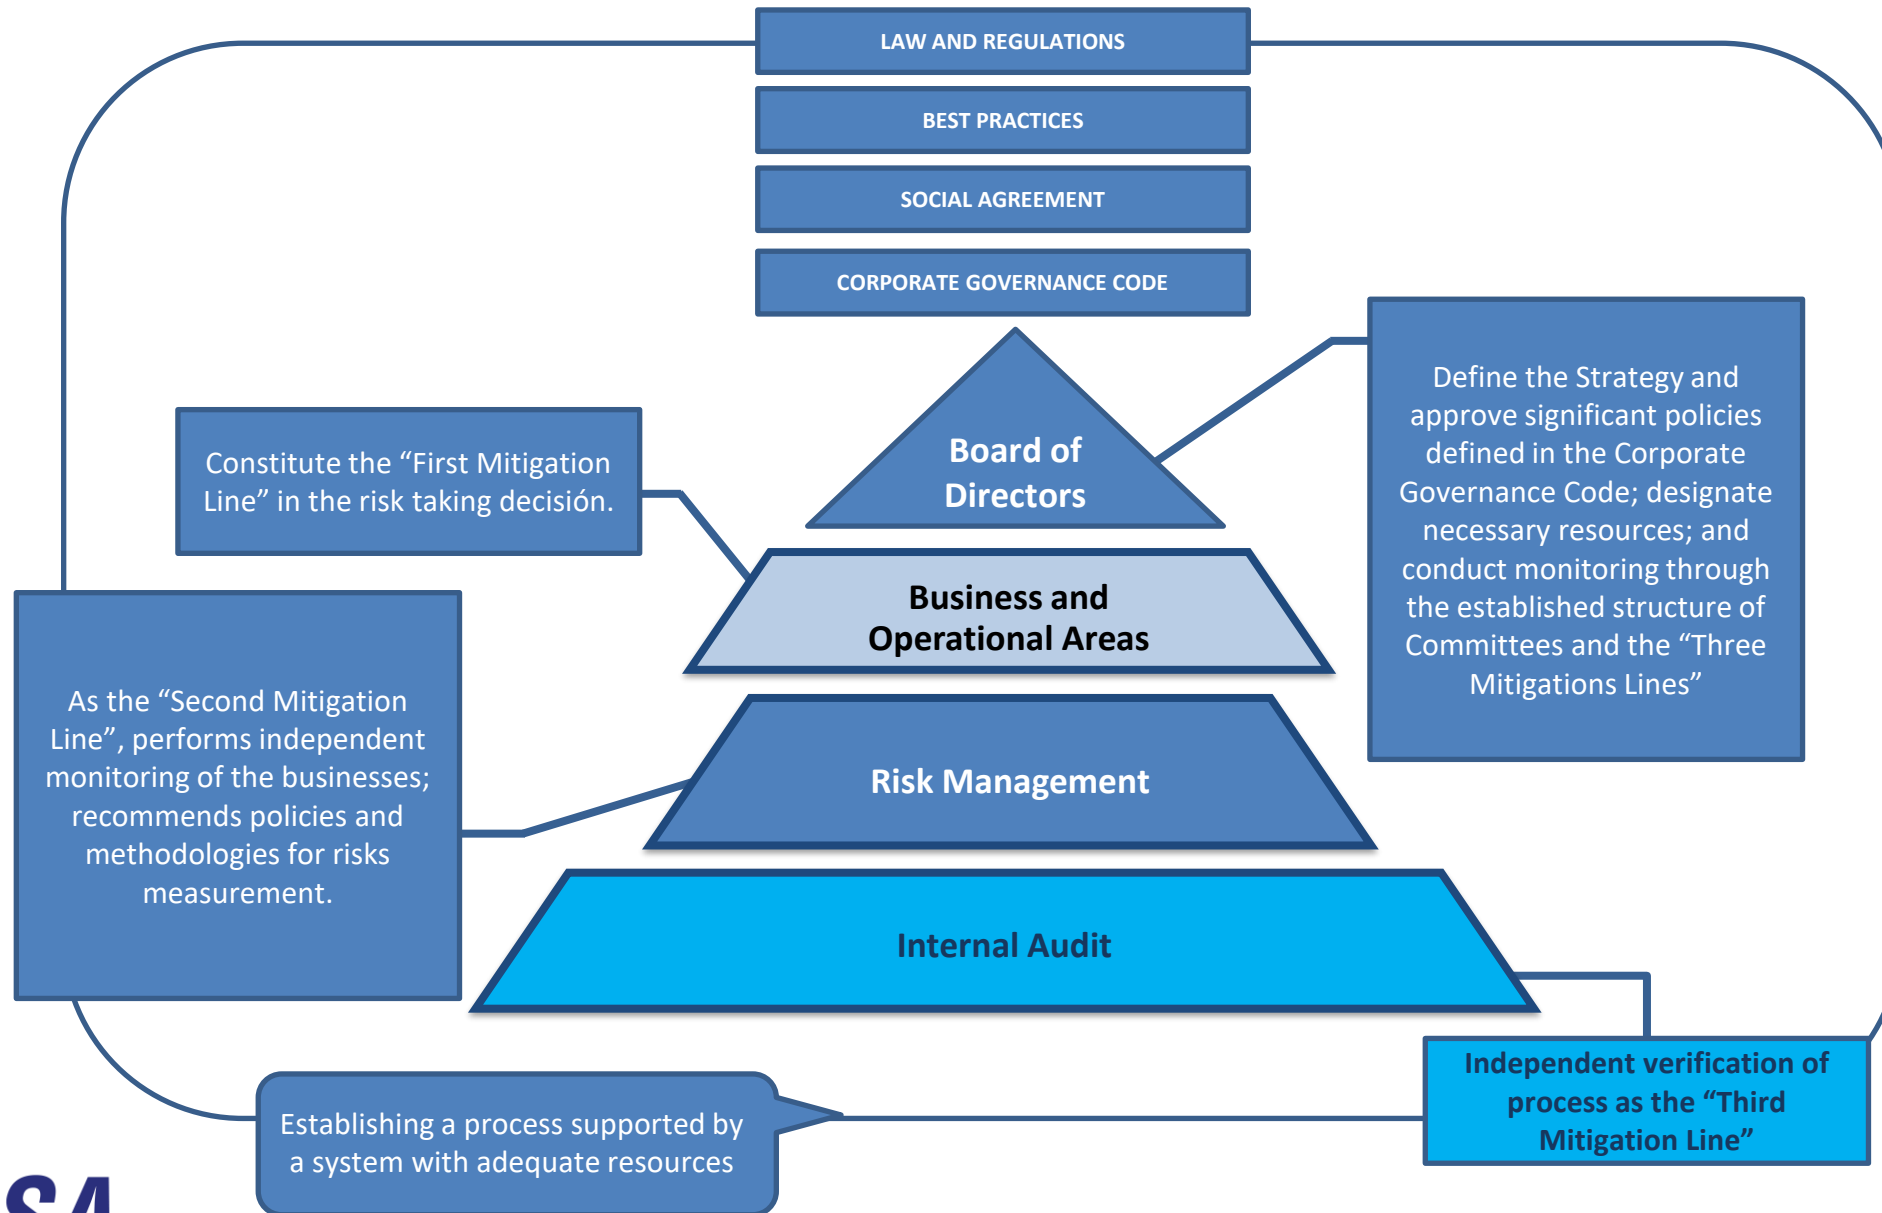 LAW AND REGULATIONS
BEST PRACTICES
SOCIAL AGREEMENT
CORPORATE GOVERNANCE CODE
Board of
Directors
Define the Strategy and
approve significant policies
defined in the Corporate
Governance Code; designate
necessary resources; and
conduct monitoring through
the established structure of
Committees and the “Three
Mitigations Lines”
Constitute the “First Mitigation
Line” in the risk taking decisión.
Business and
Operational Areas
As the “Second Mitigation
Line”, performs independent
monitoring of the businesses;
recommends policies and
methodologies for risks
measurement.
Risk Management
Internal Audit
Independent verification of
process as the “Third
Mitigation Line”
Establishing a process supported by
a system with adequate resources
SA